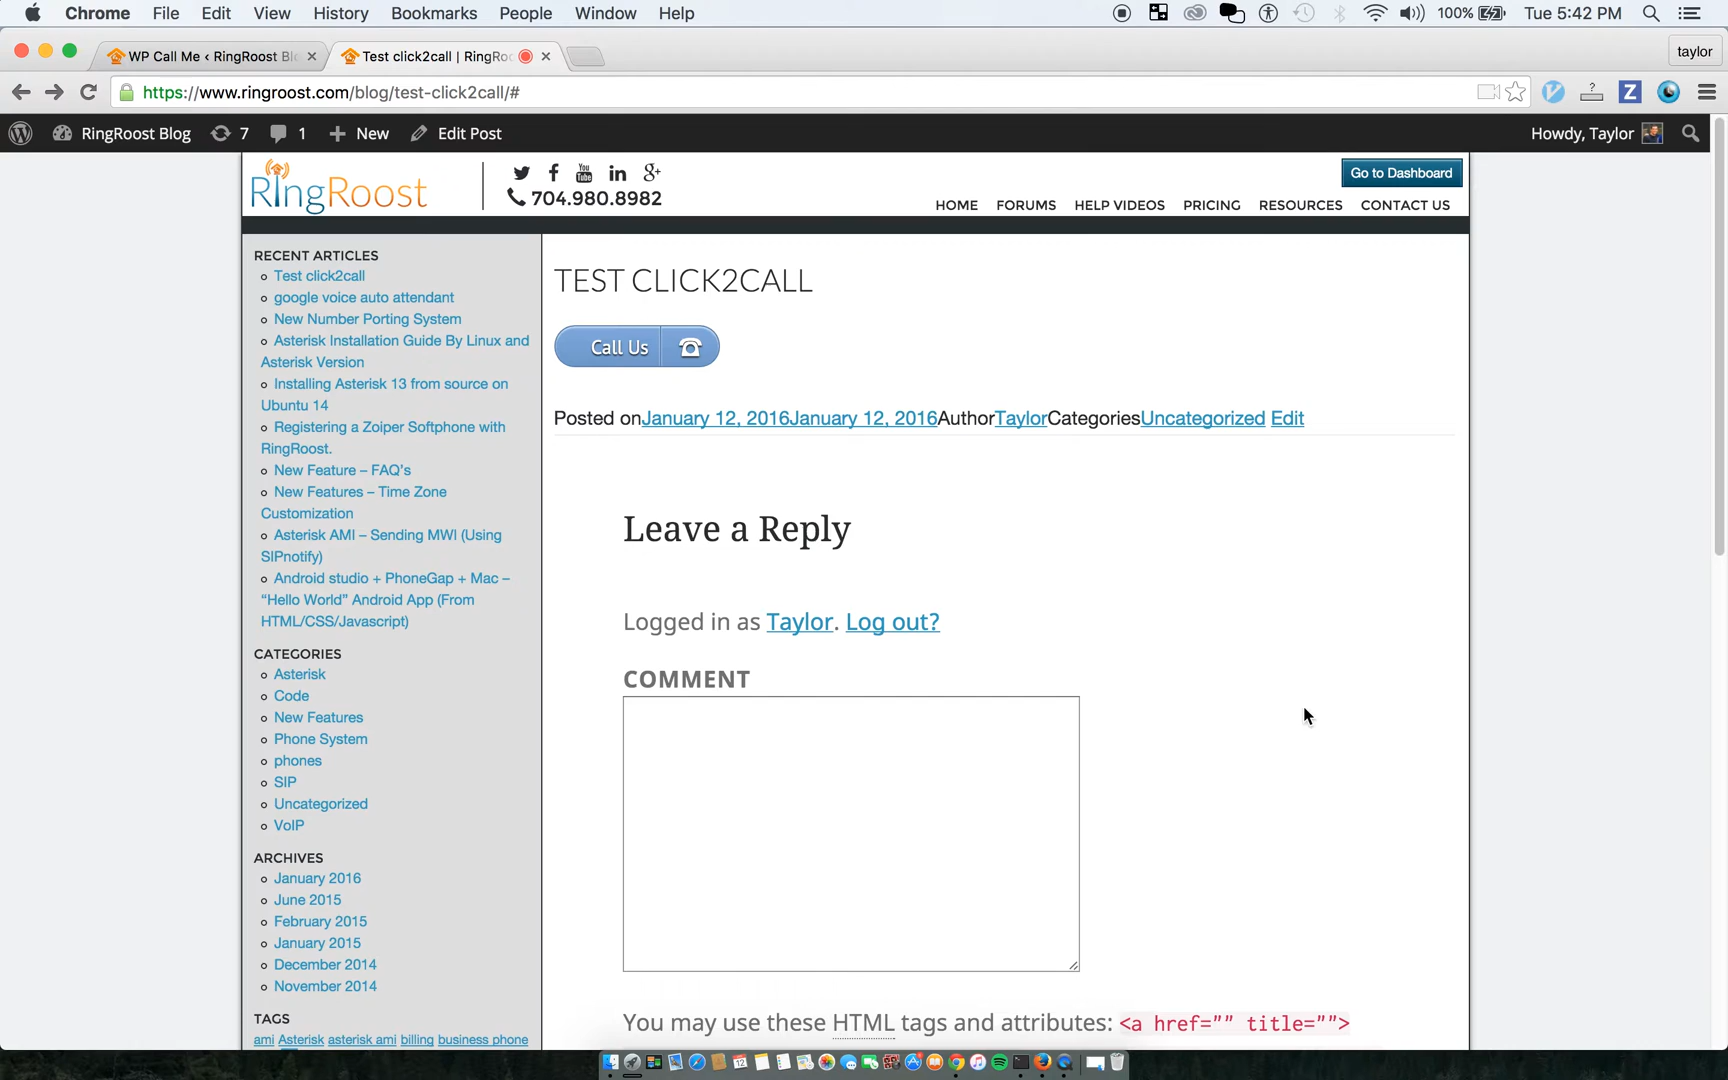 Chrome File Edit View History Bookmarks People Window Help 100% Tue 5:42 PM
WP Call Me ‹ RingRoost Blo Test click2call | RingRoo taylor
https://www.ringroost.com/blog/test-click2call/#
RingRoost Blog 7 1 New Edit Post Howdy, Taylor
RingRoost
704.980.8982
Go to Dashboard
HOME FORUMS HELP VIDEOS PRICING RESOURCES CONTACT US
RECENT ARTICLES
Test click2call
google voice auto attendant
New Number Porting System
Asterisk Installation Guide By Linux and
Asterisk Version
Installing Asterisk 13 from source on
Ubuntu 14
Registering a Zoiper Softphone with
RingRoost.
New Feature – FAQ's
New Features – Time Zone
Customization
Asterisk AMI – Sending MWI (Using
SIPnotify)
Android studio + PhoneGap + Mac –
“Hello World” Android App (From
HTML/CSS/Javascript)
CATEGORIES
Asterisk
Code
New Features
Phone System
phones
SIP
Uncategorized
VoIP
ARCHIVES
January 2016
June 2015
February 2015
January 2015
December 2014
November 2014
TAGS
ami Asterisk asterisk ami billing business phone
TEST CLICK2CALL
Call Us
Posted onJanuary 12, 2016January 12, 2016AuthorTaylorCategoriesUncategorized Edit
Leave a Reply
Logged in as Taylor. Log out?
COMMENT
You may use these HTML tags and attributes: <a href="" title="">